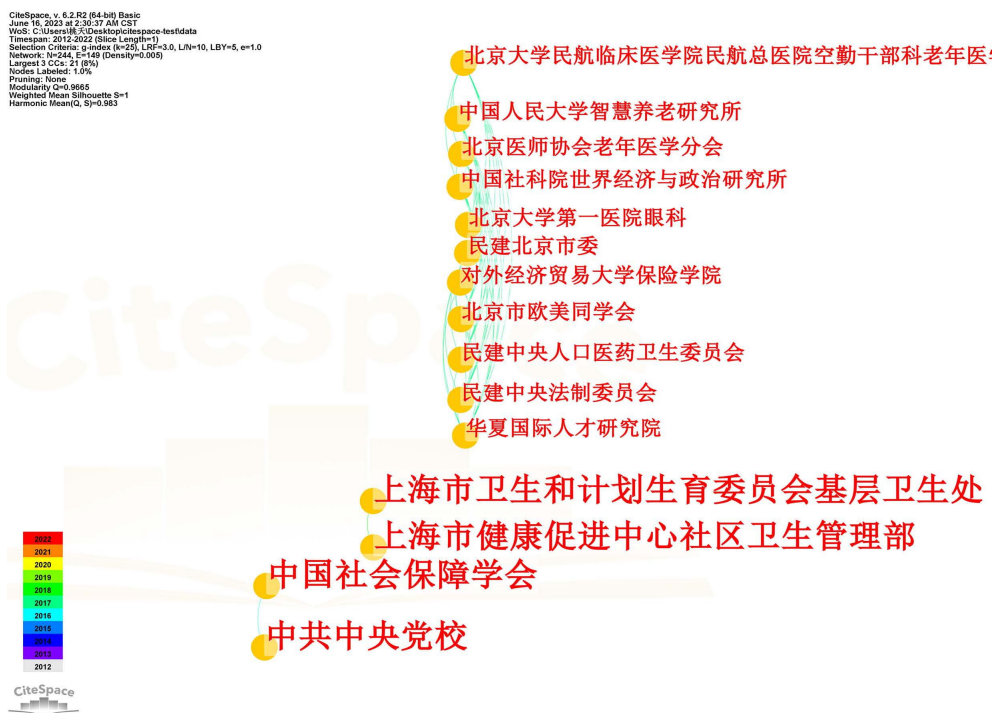 CiteSpace, v. 6.2.R2 (64-bit) Basic
June 16, 2023 at 2:30:37 AM CST
WoS: C:\Users\桃天\Desktop\citespace-test\data
Timespan: 2012-2022 (Slice Length=1)
Selection Criteria: g-index (k=25), LRF=3.0, L/N=10, LBY=5, e=1.0
Network: N=244, E=149 (Density=0.005)
Largest 3 CCs: 21 (8%)
Nodes Labeled: 1.0%
Pruning: None
Modularity Q=0.9665
Weighted Mean Silhouette S=1
Harmonic Mean(Q, S)=0.983
北京大学民航临床医学院民航总医院空勤干部科老年医学
中国人民大学智慧养老研究所
北京医师协会老年医学分会
中国社科院世界经济与政治研究所
北京大学第一医院眼科
民建北京市委
对外经济贸易大学保险学院
北京市欧美同学会
民建中央人口医药卫生委员会
民建中央法制委员会
华夏国际人才研究院
上海市卫生和计划生育委员会基层卫生处
上海市健康促进中心社区卫生管理部
中国社会保障学会
中共中央党校
CiteSp
2022
2021
2020
2019
2018
2017
2016
2015
2014
2013
2012
CiteSpace